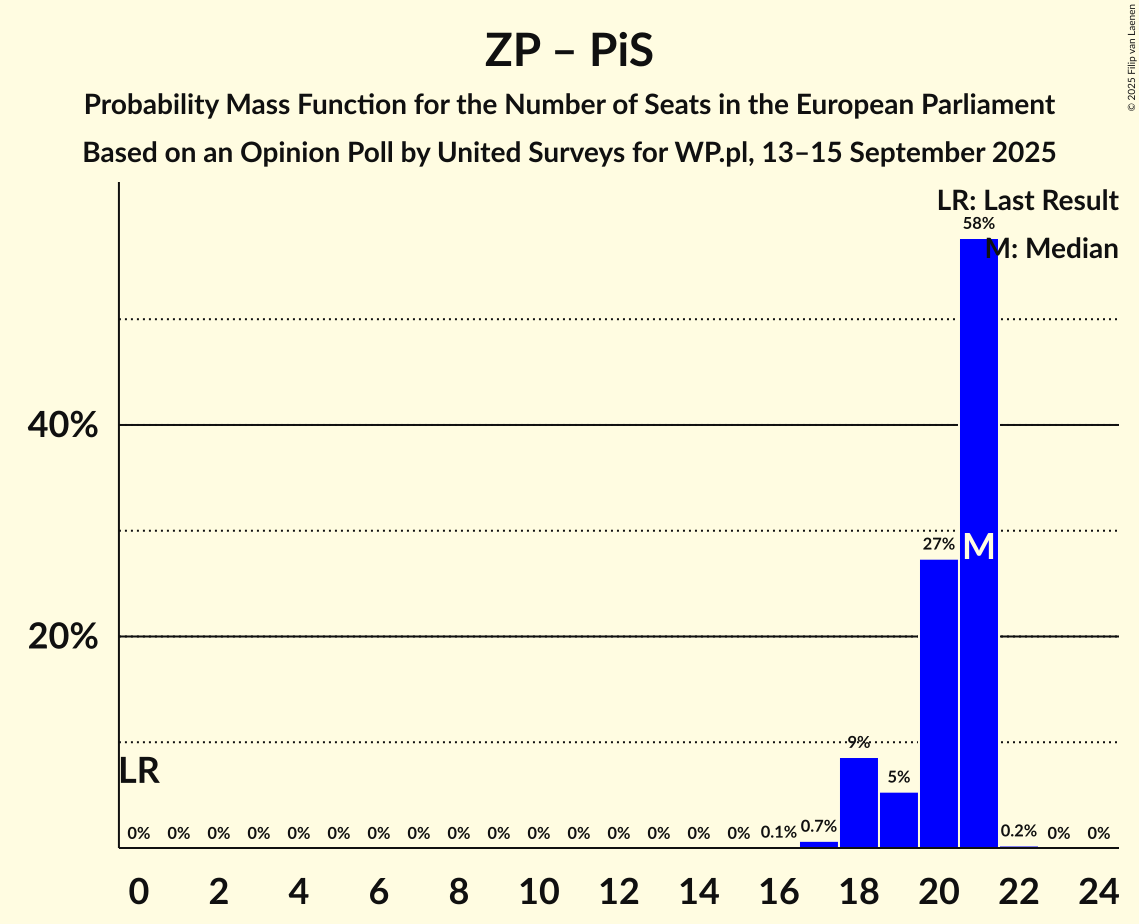 ZP – PiS
Probability Mass Function for the Number of Seats in the European Parliament
Based on an Opinion Poll by United Surveys for WP.pl, 13–15 September 2025
© 2025 Filip van Laenen
LR: Last Result
58%
M: Median
40%
27%
M
20%
9%
LR
5%
0% 0% 0% 0% 0% 0% 0% 0% 0% 0% 0% 0% 0% 0% 0% 0% 0.1% 0.7% 0.2% 0% 0%
0 2 4 6 8 10 12 14 16 18 20 22 24